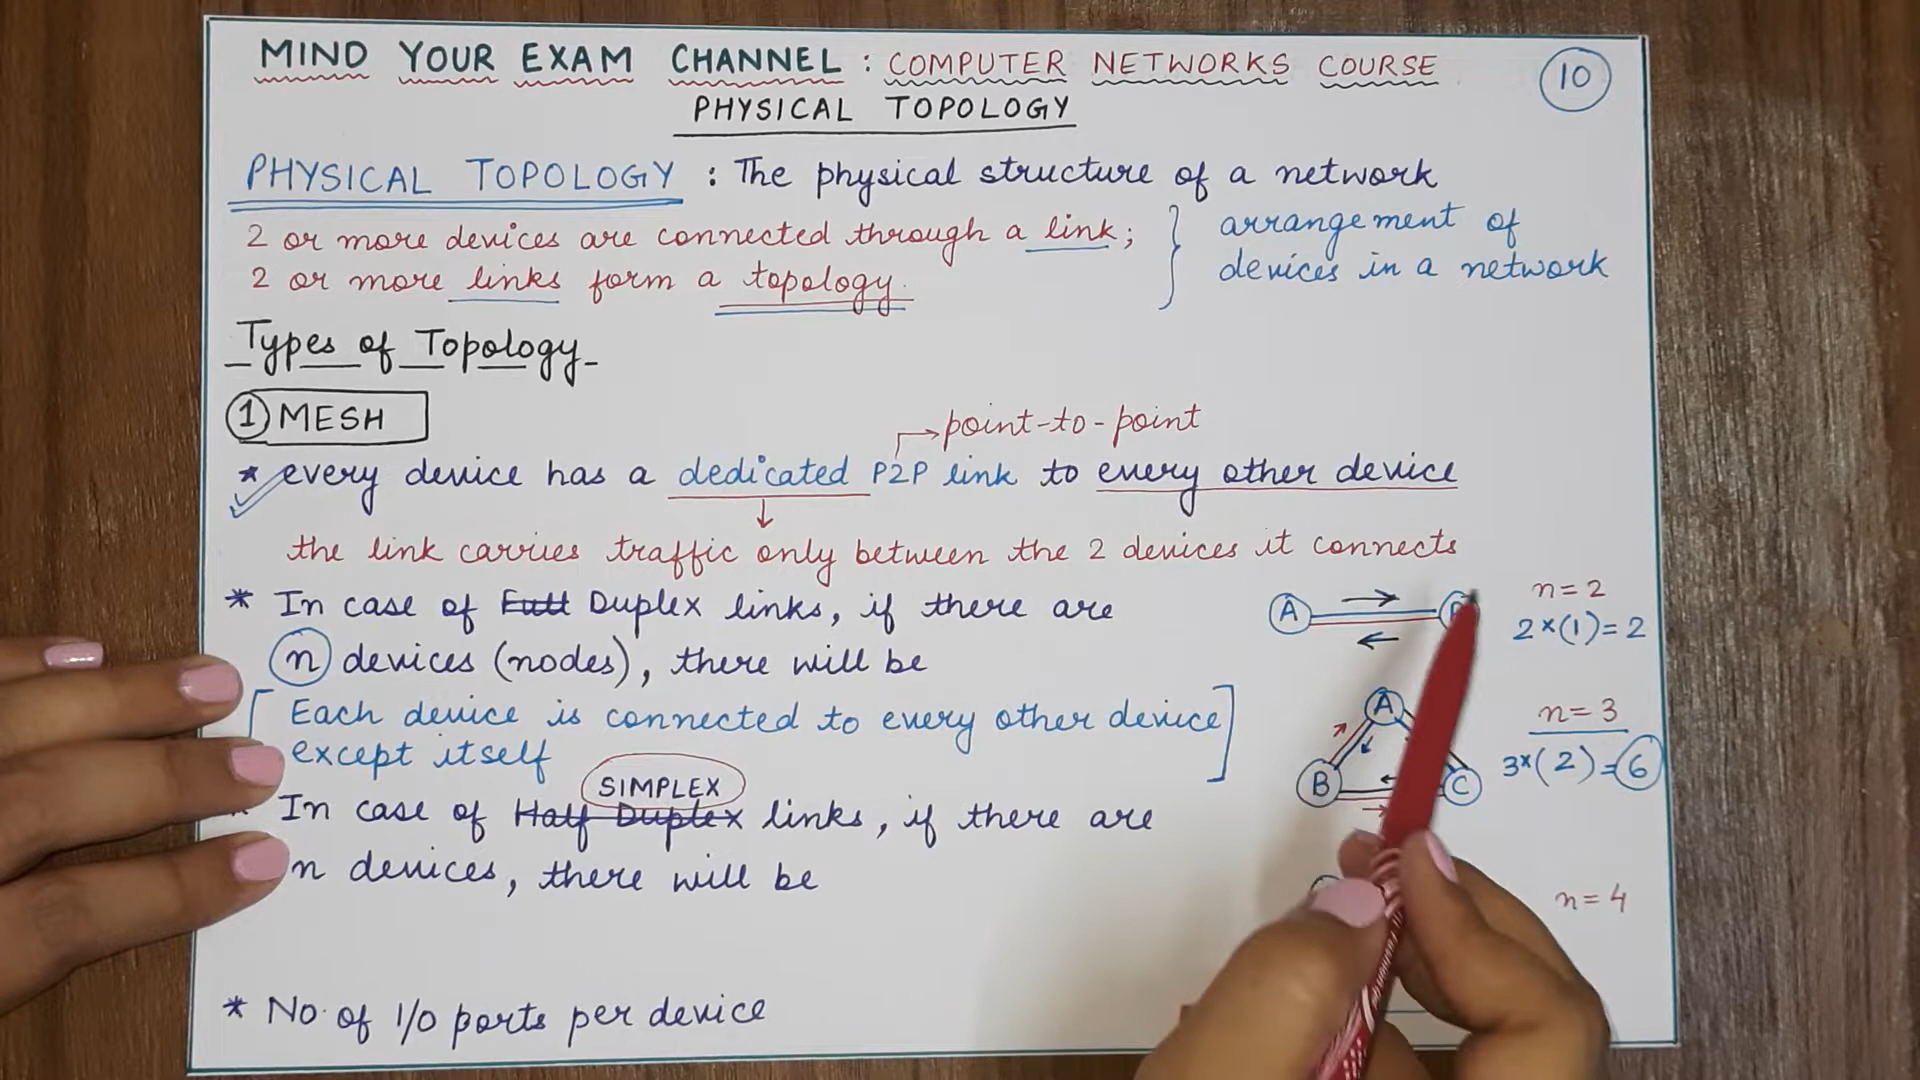 MIND YOUR EXAM CHANNEL : COMPUTER NETWORKS COURSE
10
PHYSICAL TOPOLOGY
PHYSICAL TOPOLOGY : The physical structure of a network
2 or more devices are connected through a link;
2 or more links form a topology.
arrangement of
devices in a network
Types of Topology
1 MESH
point-to-point
* every device has a dedicated P2P link to every other device
the link carries traffic only between the 2 devices it connects
* In case of Full Duplex links, if there are
n devices (nodes), there will be
[Each device is connected to every other device
except itself]
SIMPLEX
In case of Half Duplex links, if there are
n devices, there will be
* No. of I/O ports per device
A
n=2
2×(1)=2
A
B
C
n=3
3×(2)=6
n=4